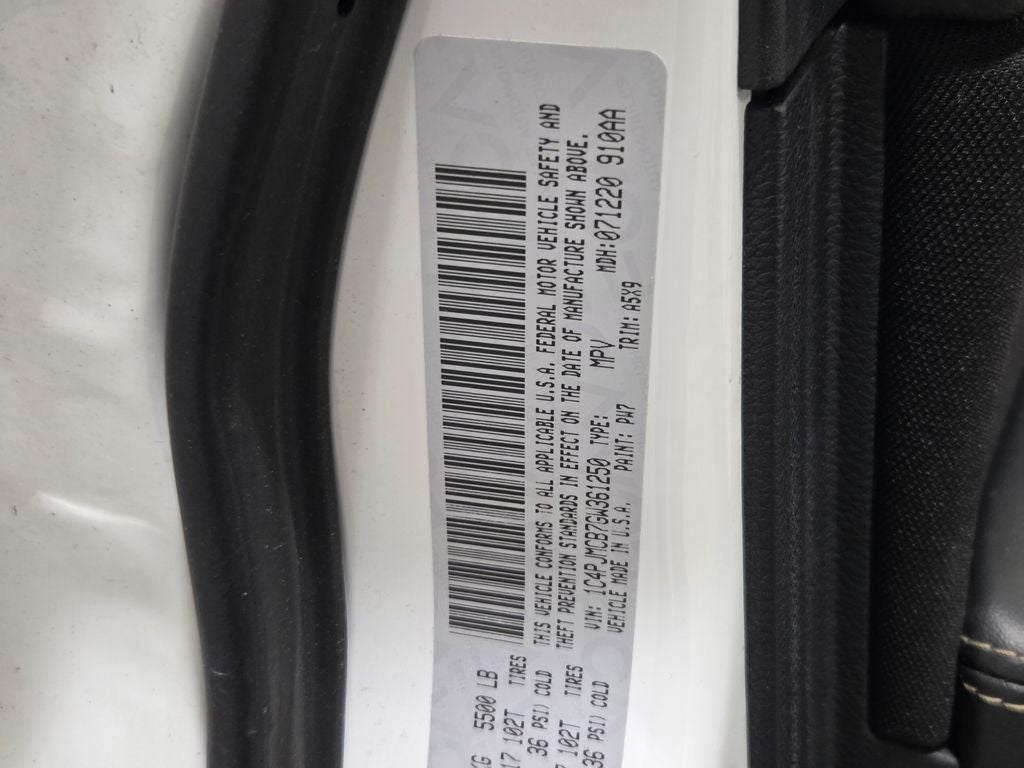 KG 5500 LB
17 102T TIRES
36 PSI) COLD
102T TIRES
36 PSI) COLD
THIS VEHICLE CONFORMS TO ALL APPLICABLE U.S.A. FEDERAL MOTOR VEHICLE SAFETY AND
THEFT PREVENTION STANDARDS IN EFFECT ON THE DATE OF MANUFACTURE SHOWN ABOVE.
VIN: 1C4PJMCB7GW361250 TYPE: MPV MDH:071220 910AA
VEHICLE MADE IN U.S.A. PAINT: PW7 TRIM: A5X9